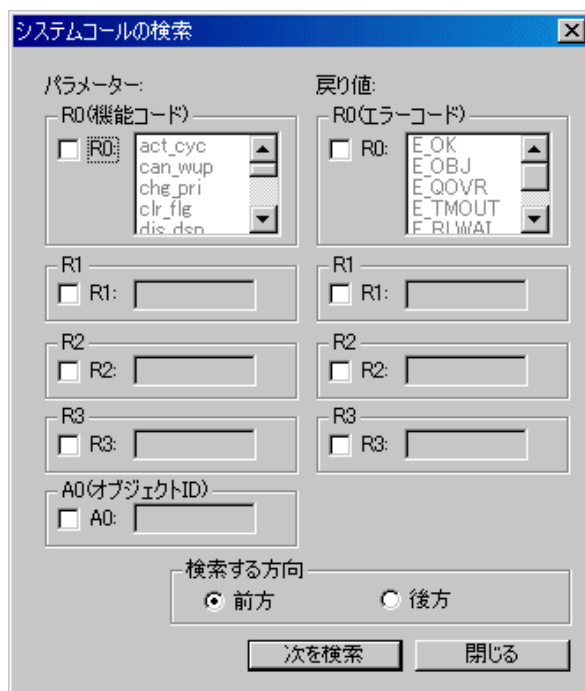 システムコールの検索
パラメーター:
R0(機能コード)
R0:
act_cyc
can_wup
chg_pri
clr_flg
dis_dsp
R1
R1:
R2
R2:
R3
R3:
A0(オブジェクトID)
A0:
戻り値:
R0(エラーコード)
R0:
E_OK
E_OBJ
E_QOVR
E_TMOUT
E_RLWAI
R1
R1:
R2
R2:
R3
R3:
検索する方向
前方
後方
次を検索
閉じる